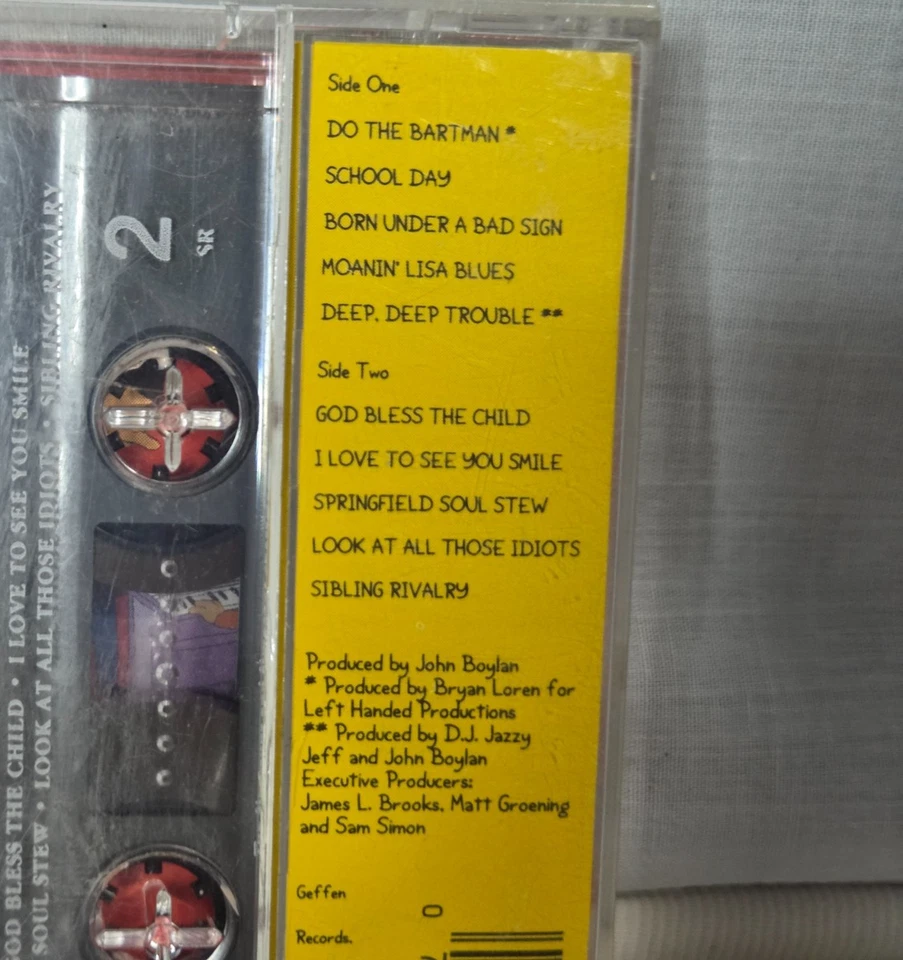 Side One
DO THE BARTMAN *
SCHOOL DAY
BORN UNDER A BAD SIGN
MOANIN' LISA BLUES
DEEP, DEEP TROUBLE **
Side Two
GOD BLESS THE CHILD
I LOVE TO SEE YOU SMILE
SPRINGFIELD SOUL STEW
LOOK AT ALL THOSE IDIOTS
SIBLING RIVALRY
Produced by John Boylan
* Produced by Bryan Loren for
Left Handed Productions
** Produced by D.J. Jazzy
Jeff and John Boylan
Executive Producers:
James L. Brooks, Matt Groening
and Sam Simon
Geffen
Records.
0
2
SR
GOD BLESS THE CHILD • I LOVE TO SEE YOU SMILE
SOUL STEW • LOOK AT ALL THOSE IDIOTS • SIBLING RIVALRY